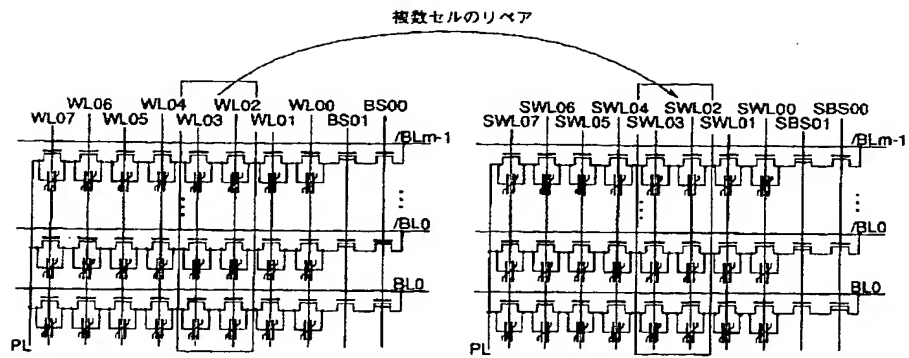 複数セルのリペア
WL06 WL04 WL02 WL00 BS00
WL07 WL05 WL03 WL01 BS01
/BLm-1
/BL0
BL0
PL
SWL06 SWL04 SWL02 SWL00 SBS00
SWL07 SWL05 SWL03 SWL01 SBS01
/BLm-1
/BL0
BL0
PL